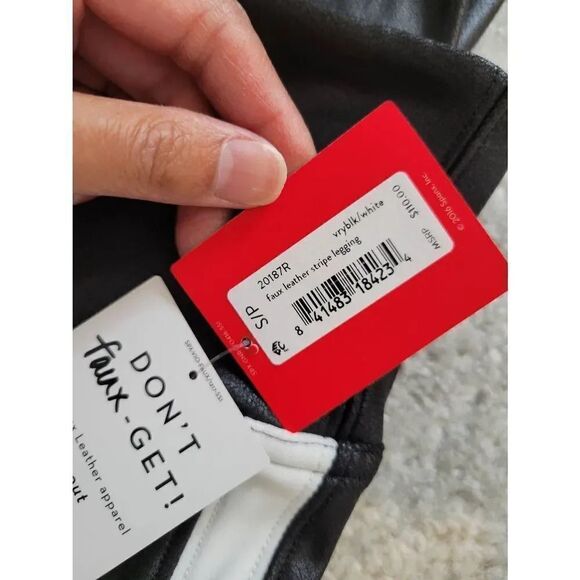 © 2016 Spanx, Inc.
20187R
vryblk/white
$110.00
faux leather stripe legging
MSRP
S/P
8 41483 18423 4
DON'T
faux-GET!
Leather apparel
out